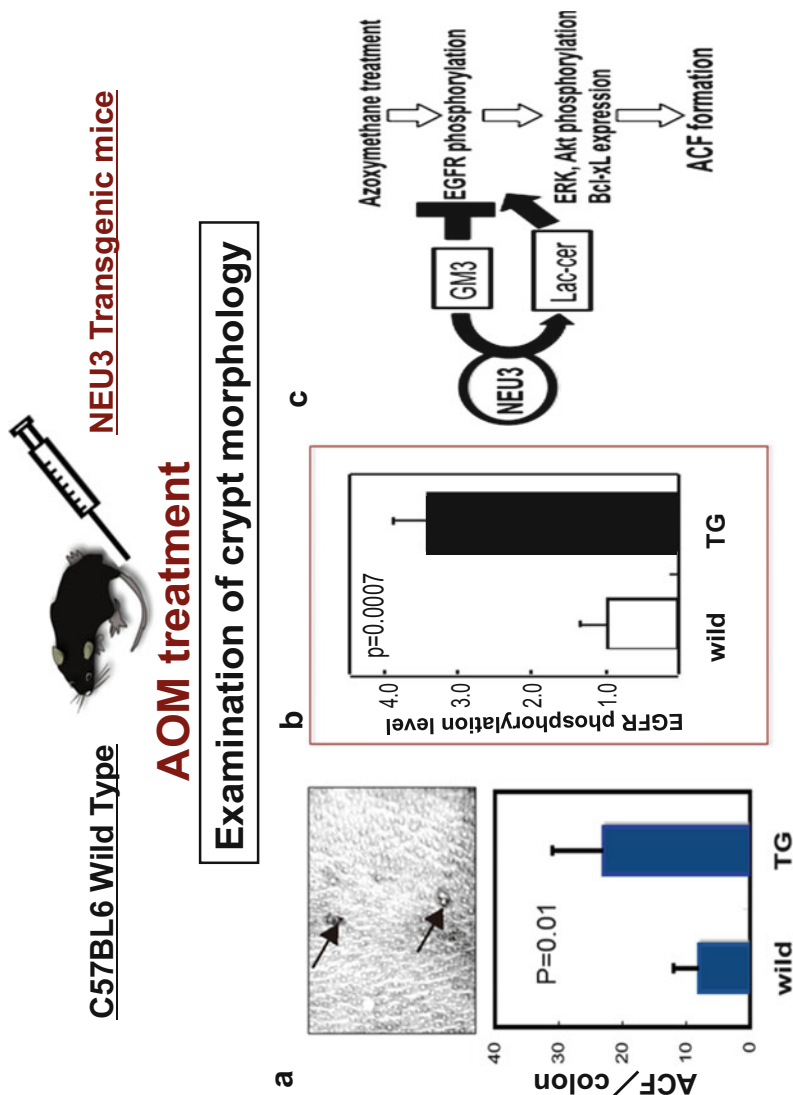 C57BL6 Wild Type
NEU3 Transgenic mice
AOM treatment
Examination of crypt morphology
a
P=0.01
ACF/colon
40
30
20
10
0
wild
TG
b
p=0.0007
EGFR phosphorylation level
4.0
3.0
2.0
1.0
wild
TG
c
NEU3
GM3
Lac-cer
Azoxymethane treatment
EGFR phosphorylation
ERK, Akt phosphorylation
Bcl-xL expression
ACF formation